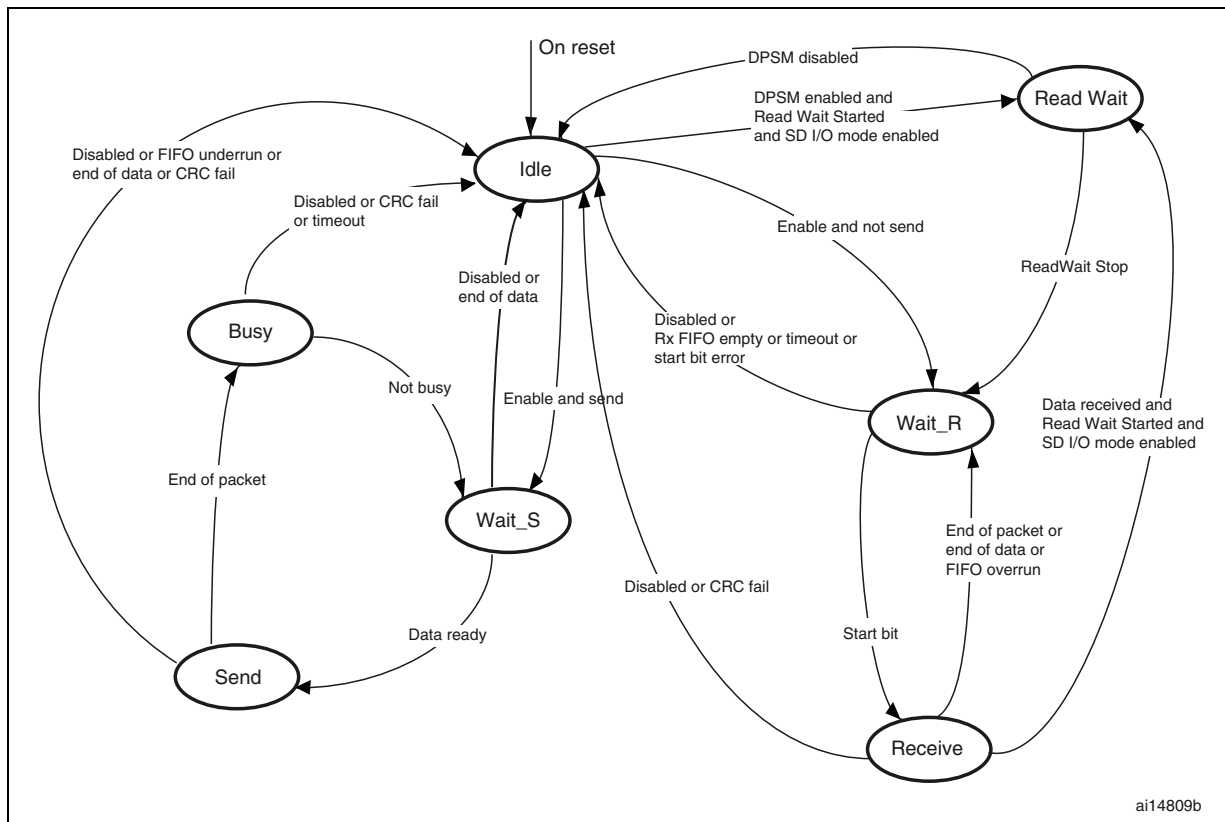 On reset
DPSM disabled
Read Wait
DPSM enabled and
Read Wait Started
and SD I/O mode enabled
Disabled or FIFO underrun or
end of data or CRC fail
Idle
Disabled or CRC fail
or timeout
Enable and not send
Disabled or
end of data
ReadWait Stop
Busy
Disabled or
Rx FIFO empty or timeout or
start bit error
Not busy
Enable and send
Wait_R
Data received and
Read Wait Started and
SD I/O mode enabled
End of packet
Wait_S
End of packet or
end of data or
FIFO overrun
Disabled or CRC fail
Data ready
Start bit
Send
Receive
ai14809b